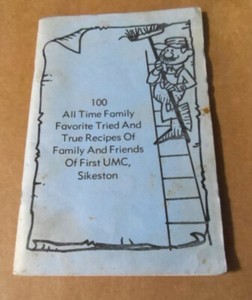 100
All Time Family
Favorite Tried And
True Recipes Of
Family And Friends
Of First UMC,
Sikeston